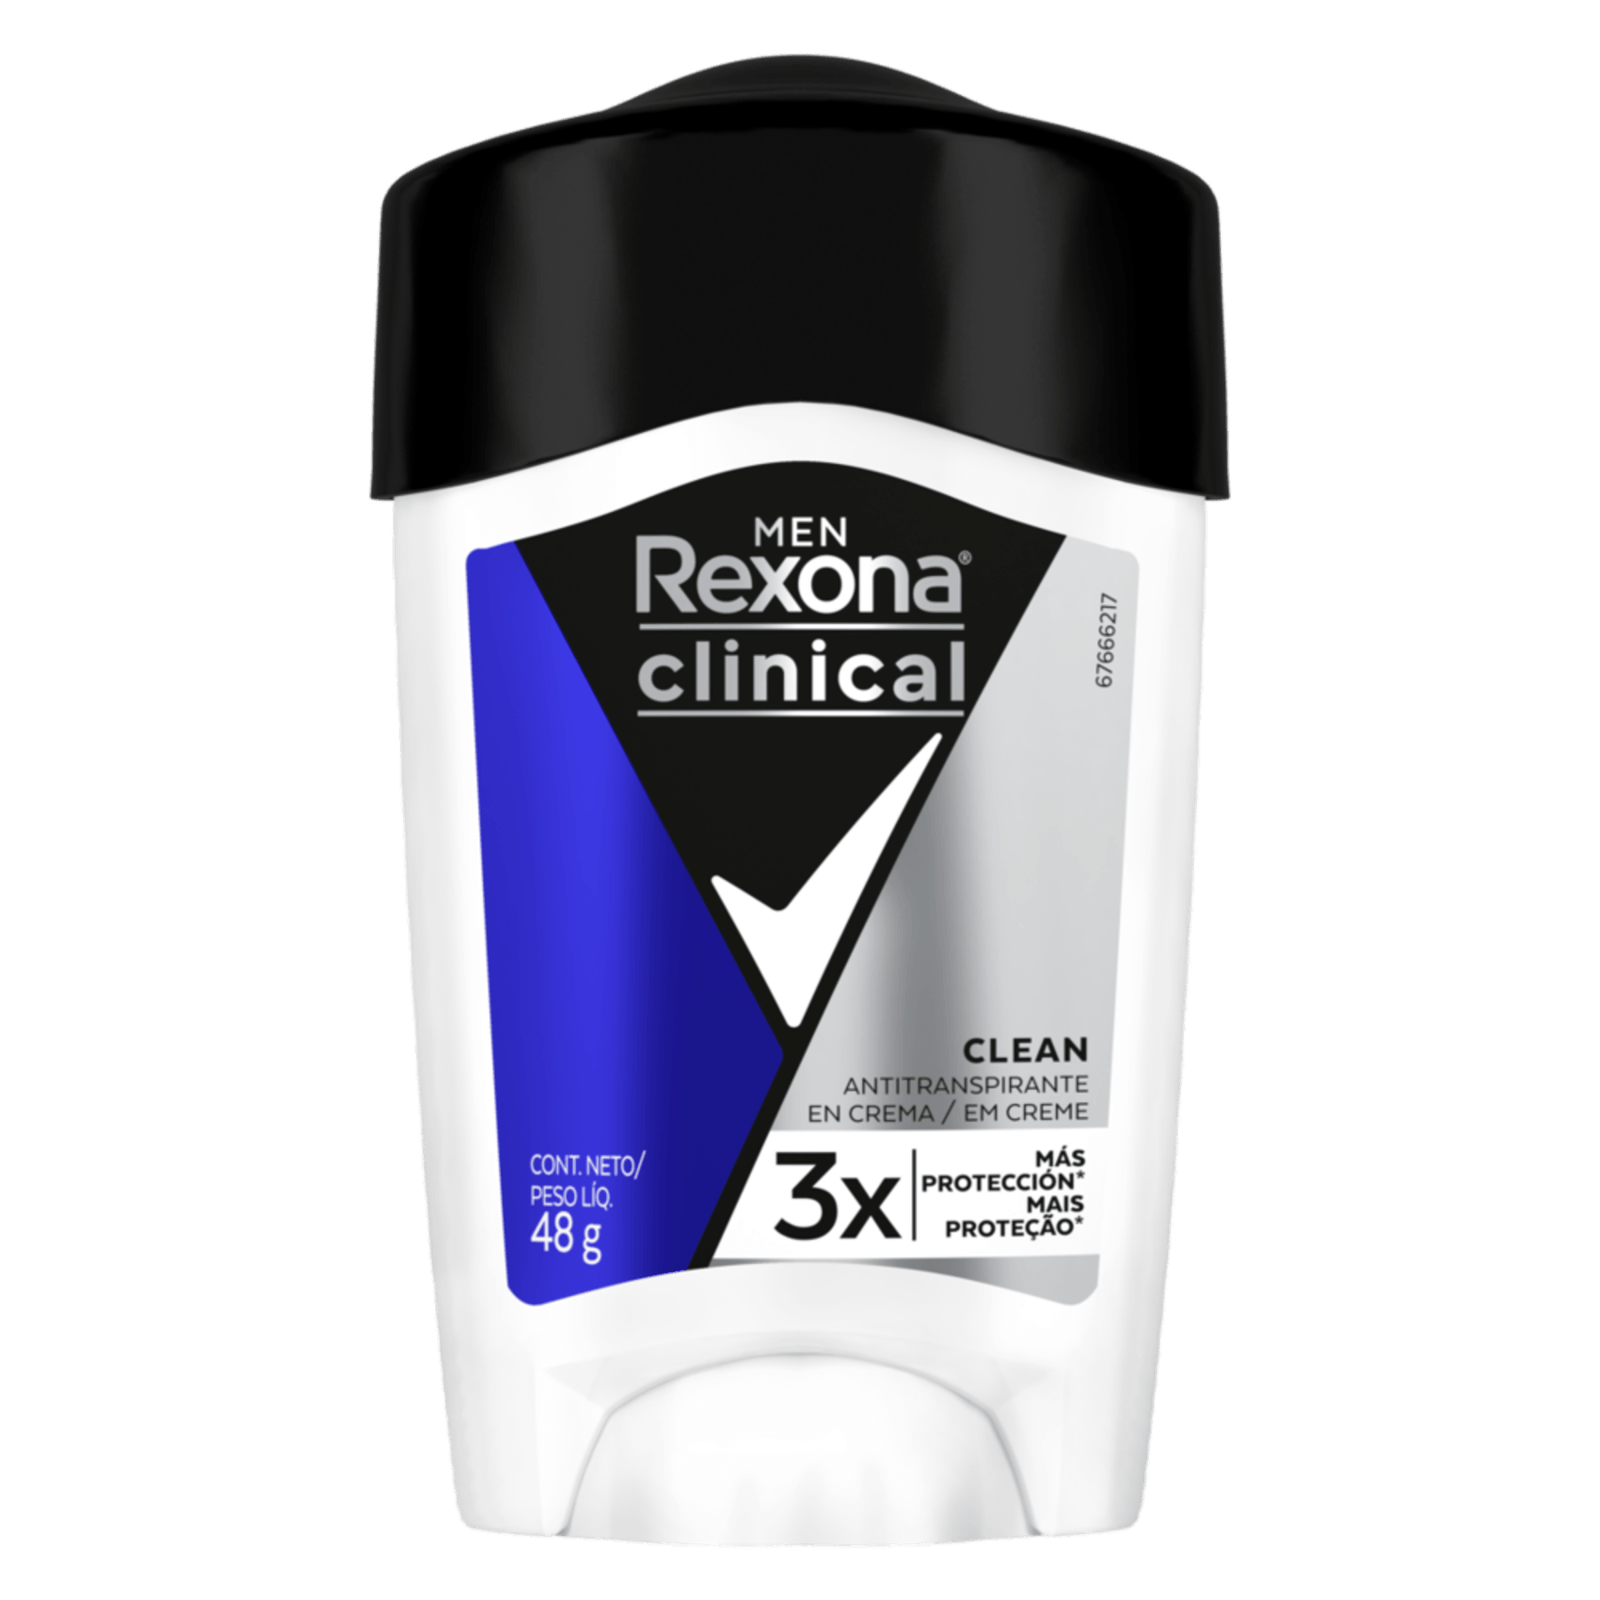 MEN
Rexona®
clinical
67666217
CLEAN
ANTITRANSPIRANTE
EN CREMA / EM CREME
3x
MÁS
PROTECCIÓN*
MAIS
PROTEÇÃO*
CONT. NETO/
PESO LÍQ.
48 g